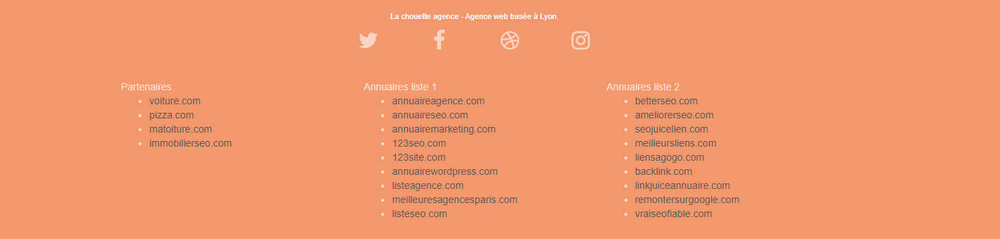 La chouette agence - Agence web basée à Lyon.
Partenaires
voiture.com
pizza.com
matoiture.com
immobilierseo.com
Annuaires liste 1
annuaireagence.com
annuaireseo.com
annuairemarketing.com
123seo.com
123site.com
annuairewordpress.com
listeagence.com
meilleuresagencesparis.com
listeseo.com
Annuaires liste 2
betterseo.com
ameliorerseo.com
seojuicelien.com
meilleursliens.com
liensagogo.com
backlink.com
linkjuiceannuaire.com
remontersurgoogle.com
vraiseofiable.com